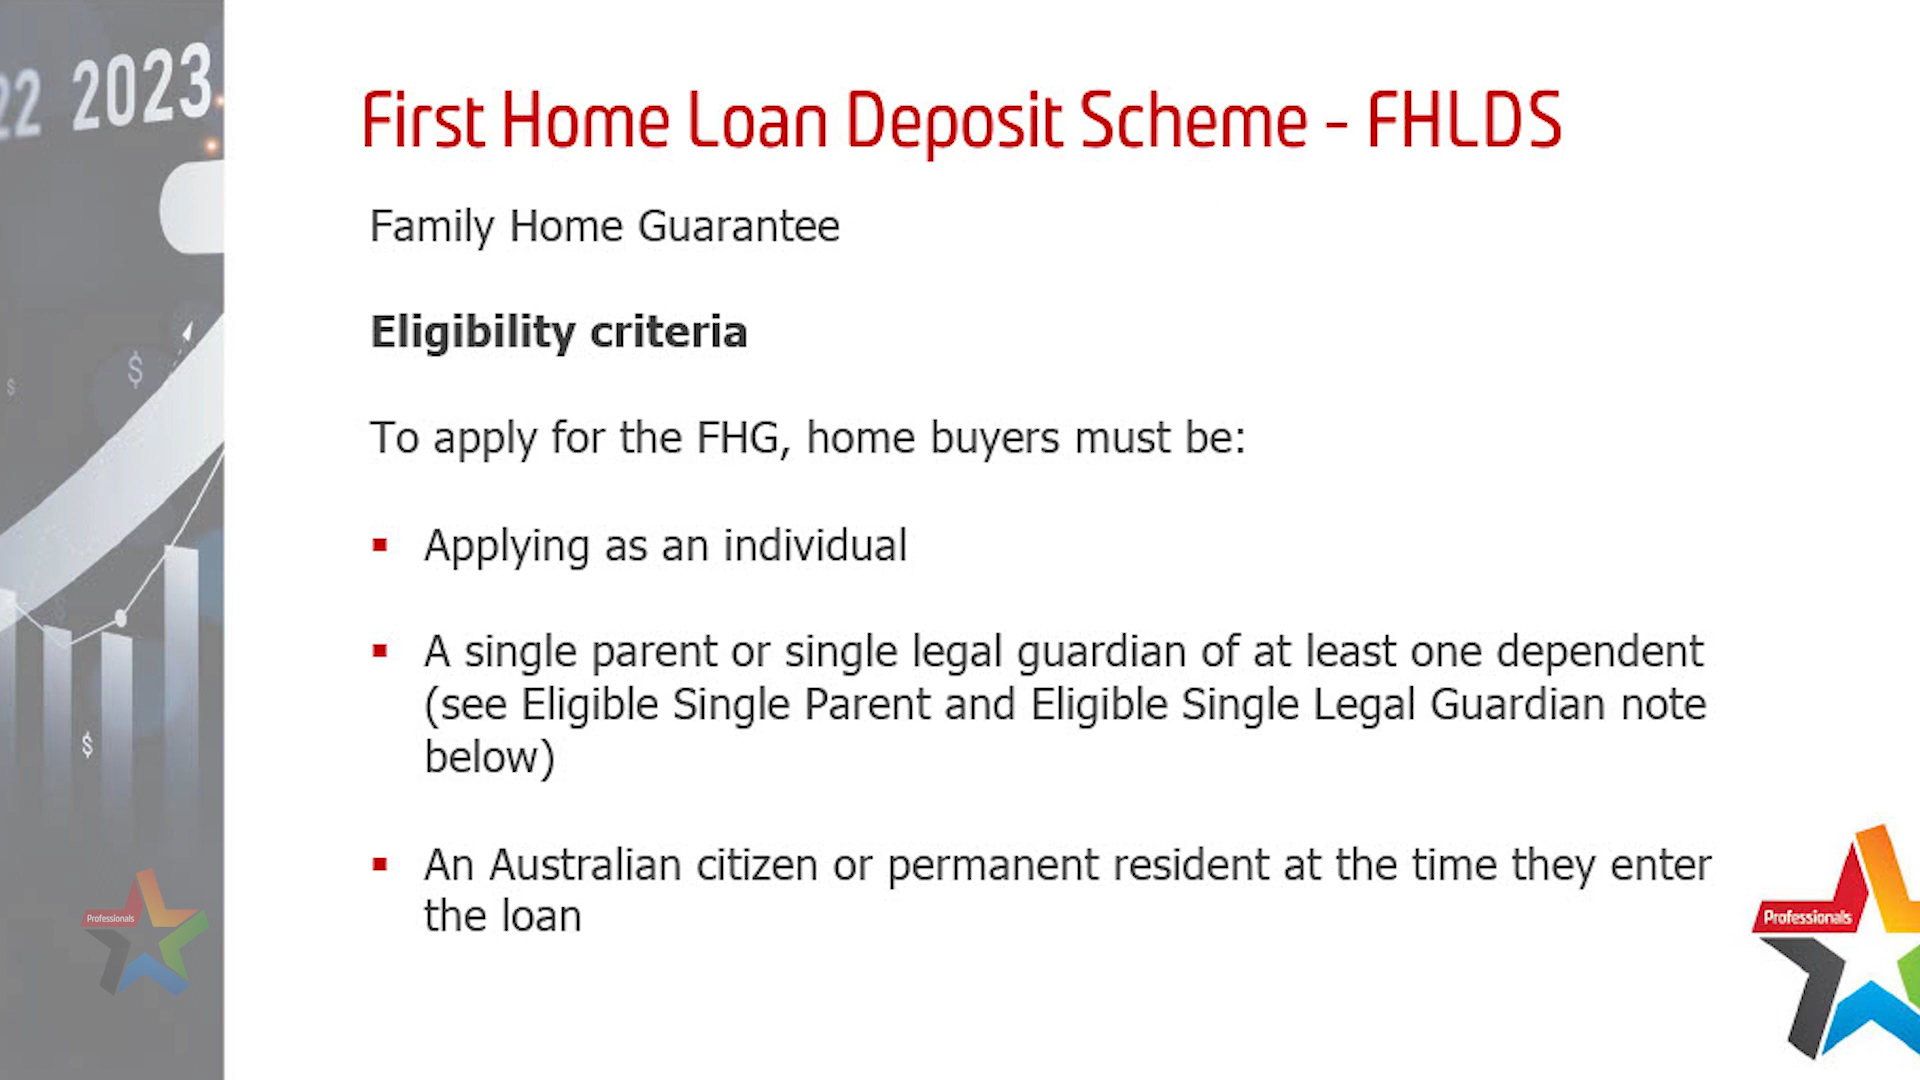 22 2023
First Home Loan Deposit Scheme - FHLDS
Family Home Guarantee
Eligibility criteria
To apply for the FHG, home buyers must be:
▪ Applying as an individual
▪ A single parent or single legal guardian of at least one dependent
(see Eligible Single Parent and Eligible Single Legal Guardian note
below)
▪ An Australian citizen or permanent resident at the time they enter
the loan
$
$
$
Professionals
Professionals